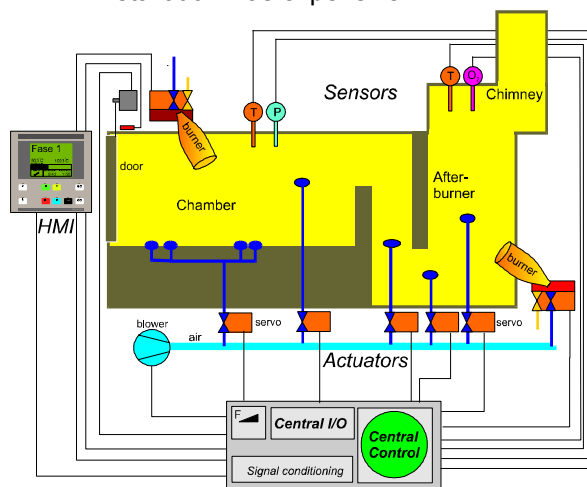 T
P
Sensors
T
O₂
Chimney
burner
Fase 1
door
After-
burner
Chamber
HMI
burner
blower
servo
servo
air
Actuators
F
Central I/O
Central
Control
Signal conditioning